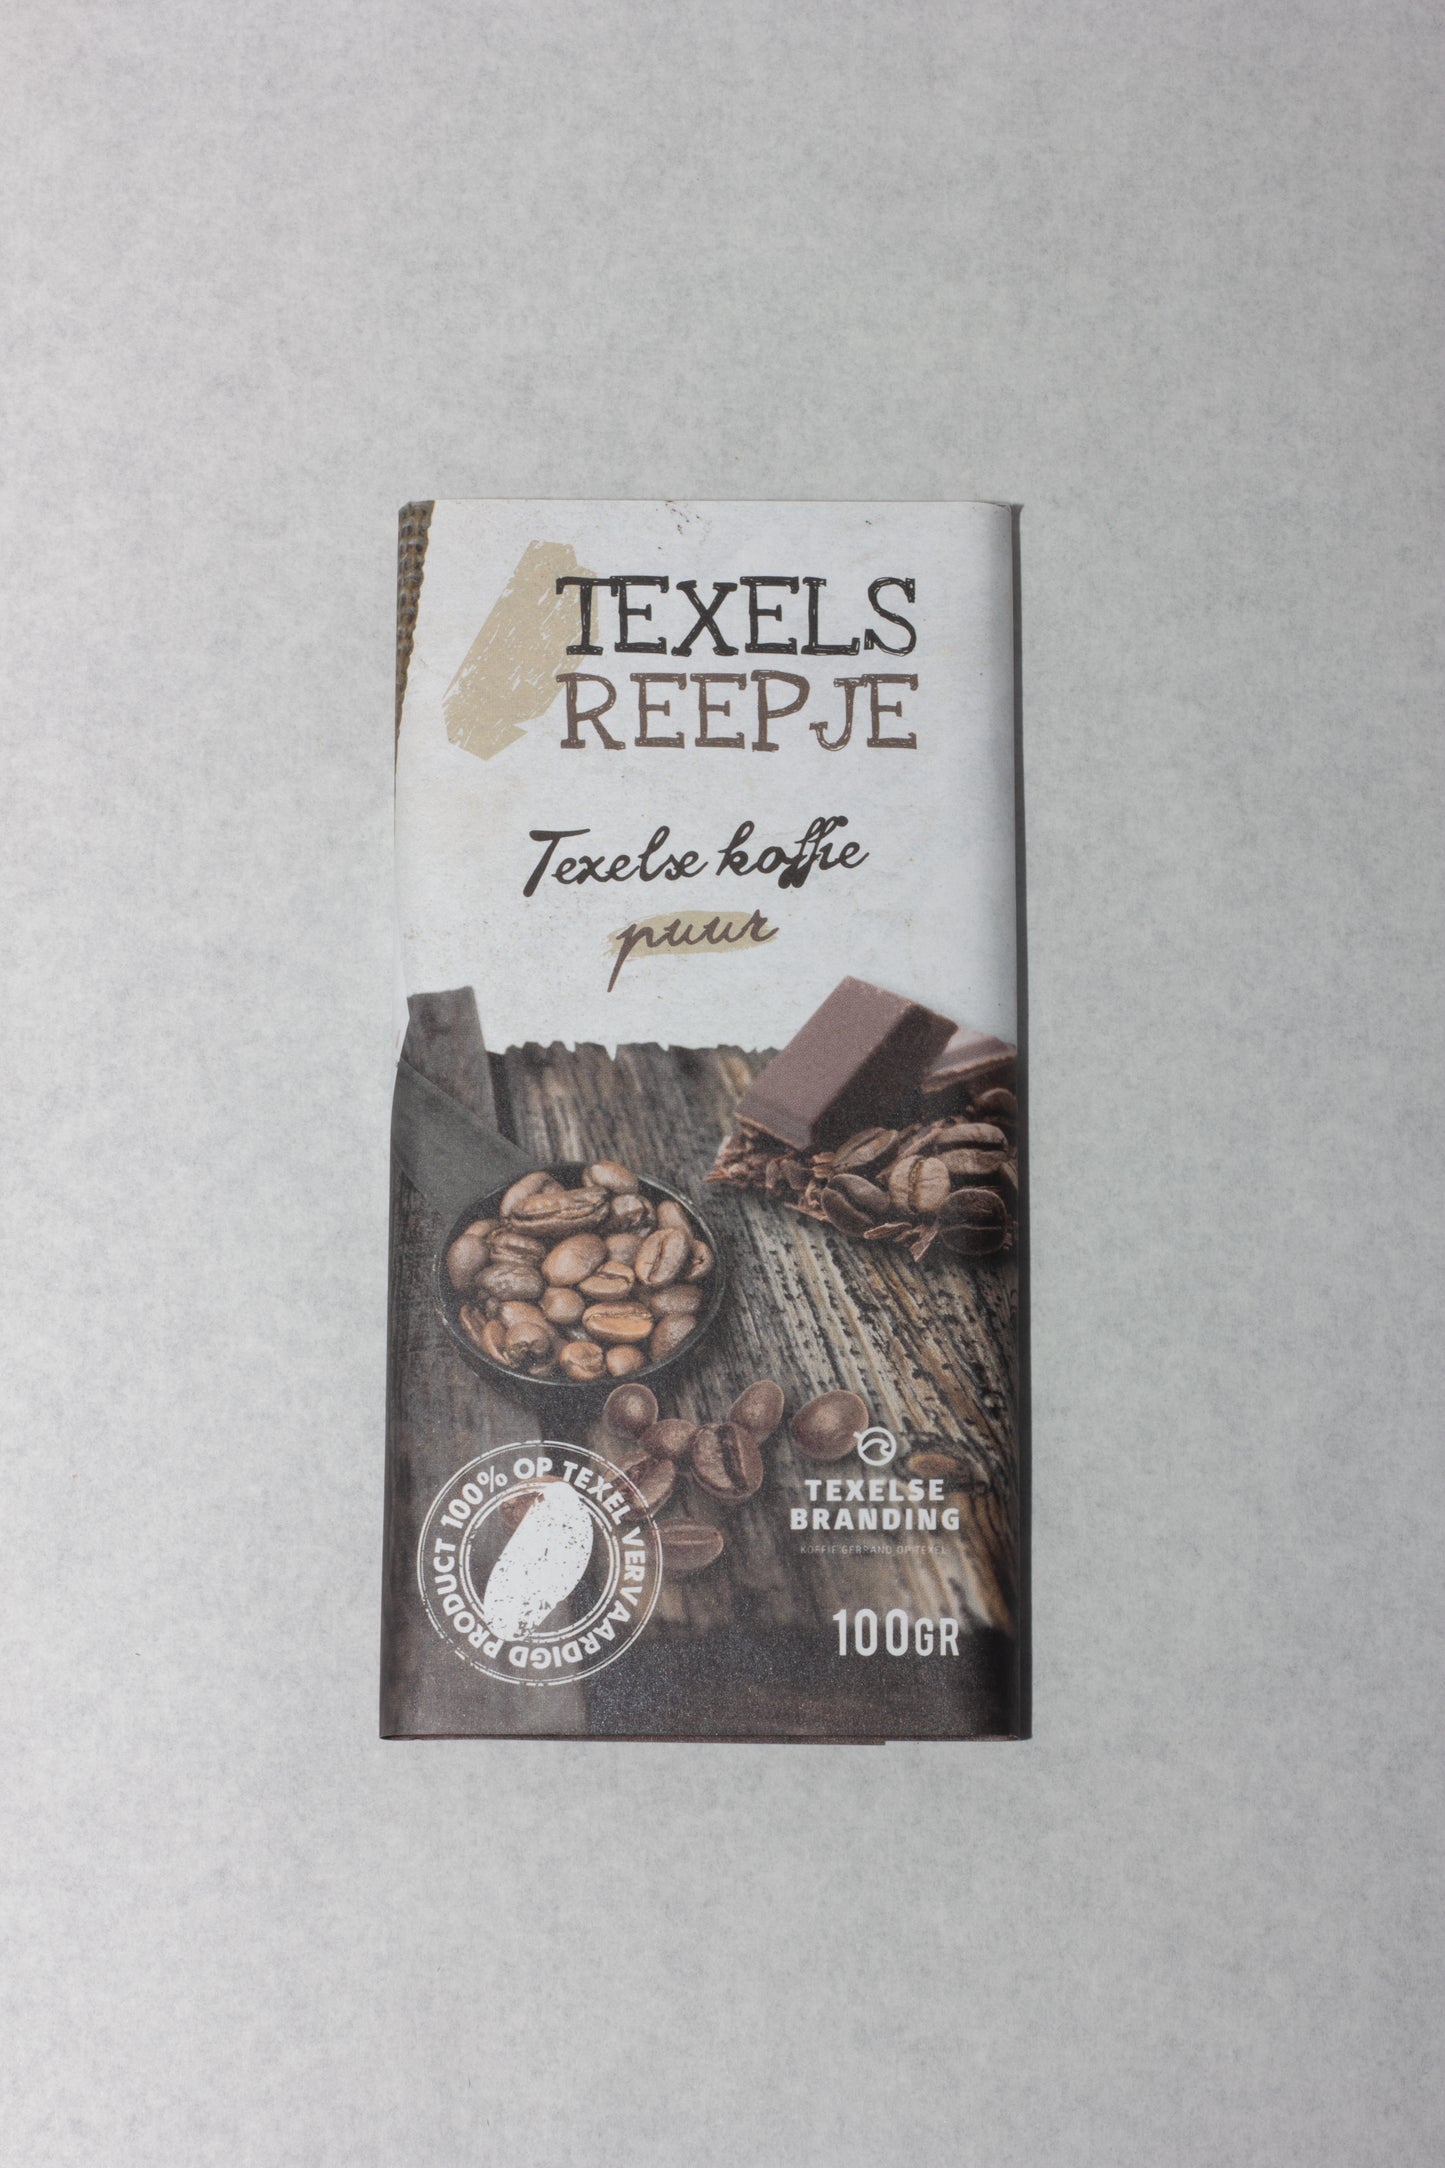 TEXELS
REEPJE
Texelse koffie
puur
100% OP TEXEL VERVAARDIGD PRODUCT
TEXELSE
BRANDING
KOFFIE GEBRAND OP TEXEL
100GR